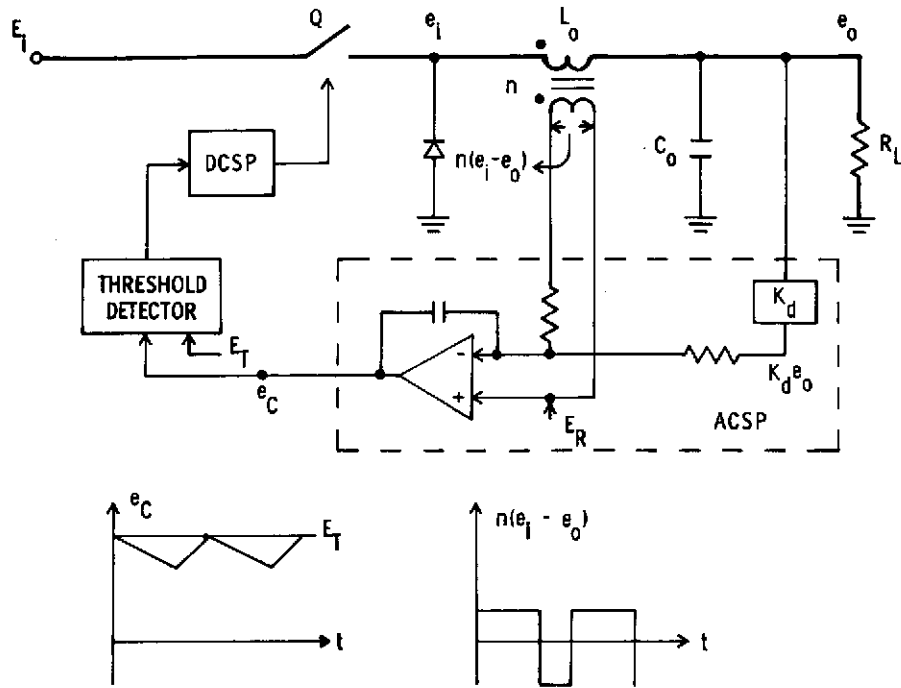 E_i
Q
e_i
L_o
e_o
n
n(e_i-e_o)
C_o
R_L
DCSP
THRESHOLD
DETECTOR
E_T
e_C
-
+
E_R
K_d
K_d e_o
ACSP
e_C
E_T
t
n(e_i - e_o)
t